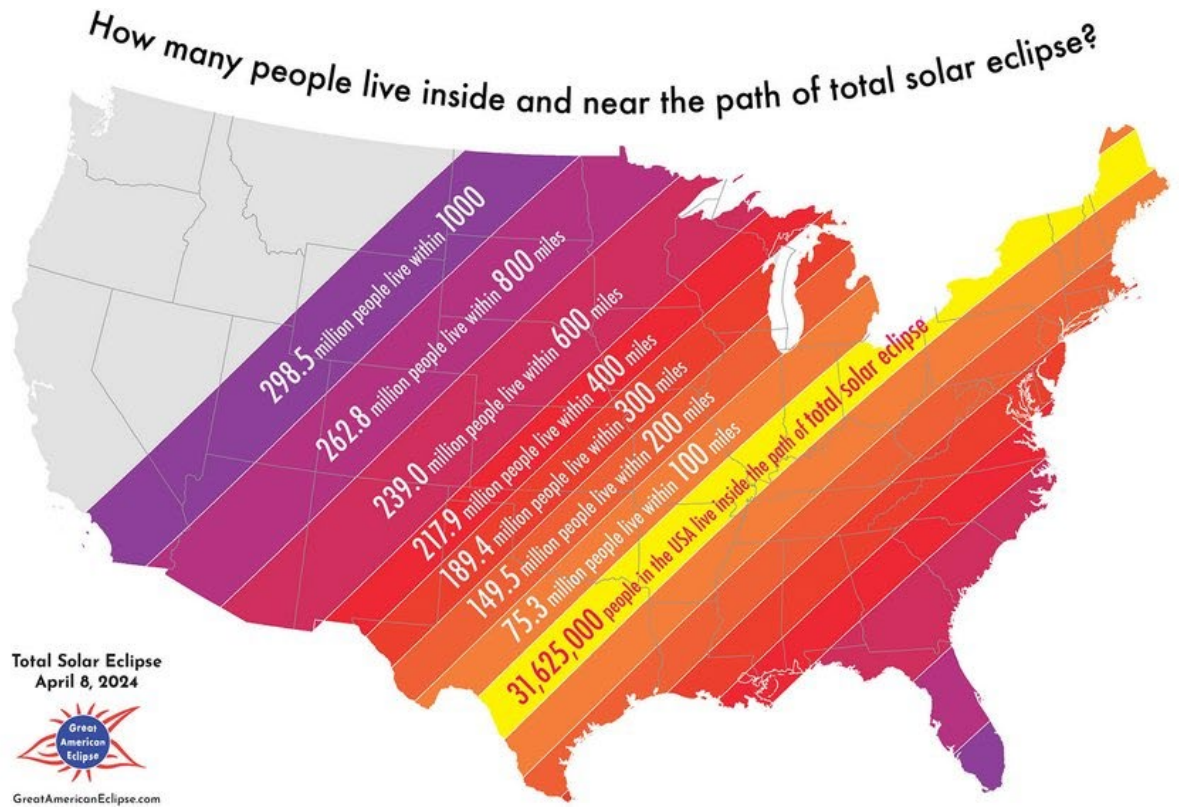 How many people live inside and near the path of total solar eclipse?
298.5 million people live within 1000
262.8 million people live within 800 miles
239.0 million people live within 600 miles
217.9 million people live within 400 miles
189.4 million people live within 300 miles
149.5 million people live within 200 miles
75.3 million people live within 100 miles
31,625,000 people in the USA live inside the path of total solar eclipse
Total Solar Eclipse
April 8, 2024
Great
American
Eclipse
GreatAmericanEclipse.com